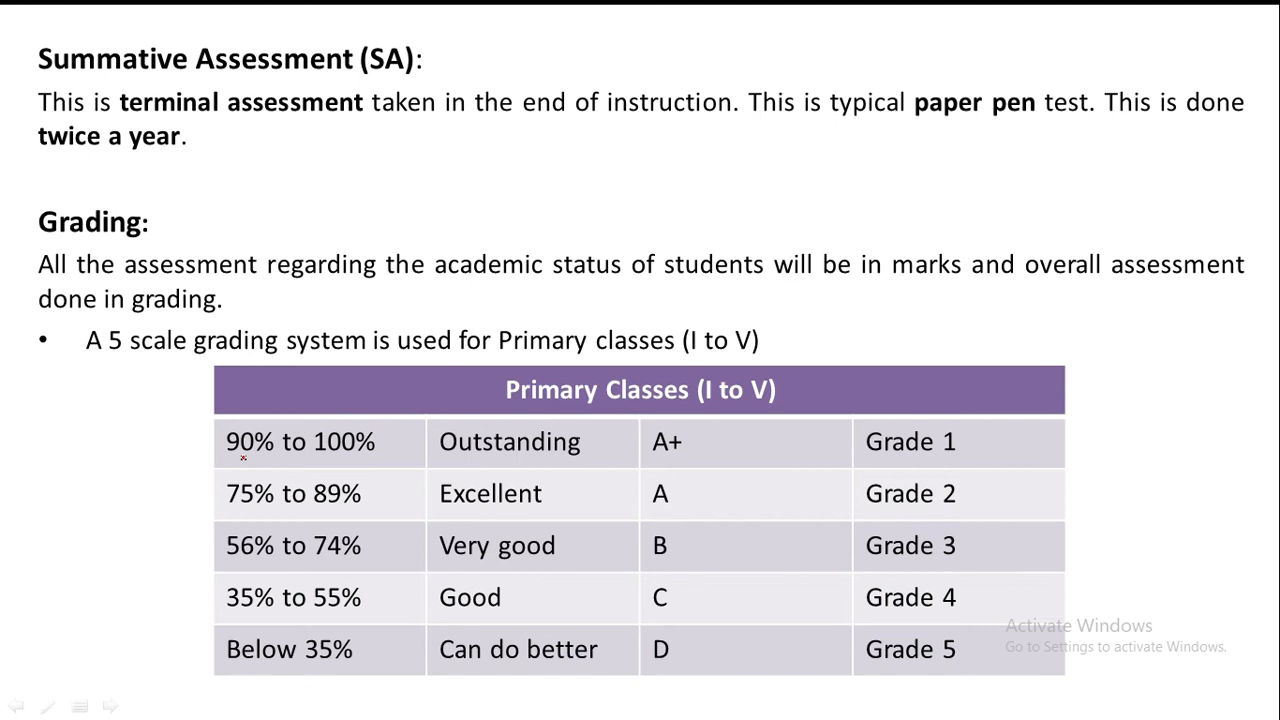 Summative Assessment (SA):
This is terminal assessment taken in the end of instruction. This is typical paper pen test. This is done
twice a year.
Grading:
All the assessment regarding the academic status of students will be in marks and overall assessment
done in grading.
• A 5 scale grading system is used for Primary classes (I to V)
Primary Classes (I to V)
90% to 100% Outstanding A+ Grade 1
75% to 89% Excellent A Grade 2
56% to 74% Very good B Grade 3
35% to 55% Good C Grade 4
Below 35% Can do better D Grade 5
Activate Windows
Go to Settings to activate Windows.